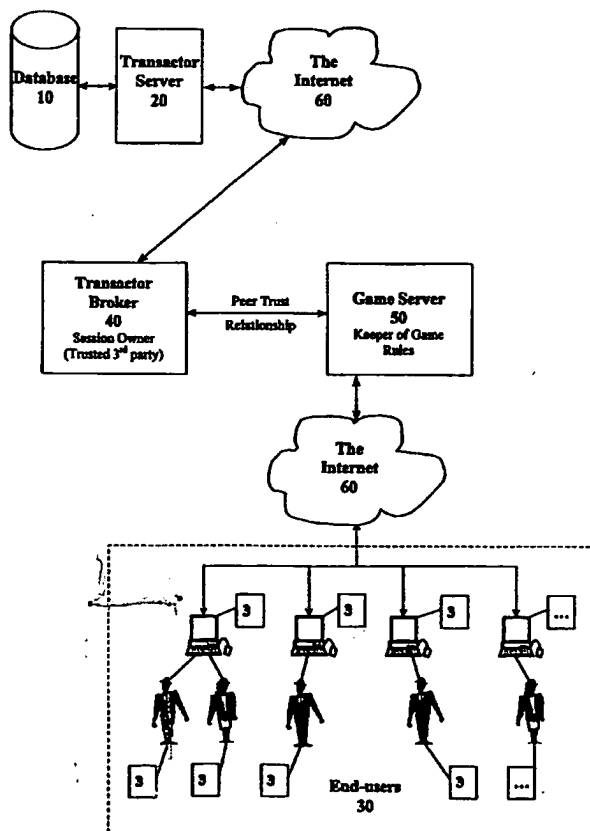 Database
10
Transactor
Server
20
The
Internet
60
Transactor
Broker
40
Session Owner
(Trusted 3rd party)
Peer Trust
Relationship
Game Server
50
Keeper of Game
Rules
The
Internet
60
3
3
3
...
3
3
3
3
...
End-users
30